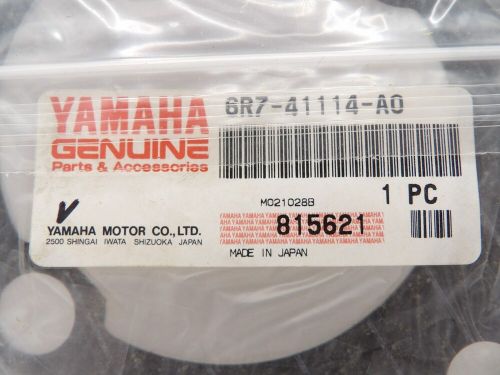 YAMAHA
GENUINE
Parts & Accessories
6R7-41114-A0
M021028B
1 PC
V
YAMAHA MOTOR CO.,LTD.
2500 SHINGAI IWATA SHIZUOKA JAPAN
815621
MADE IN JAPAN